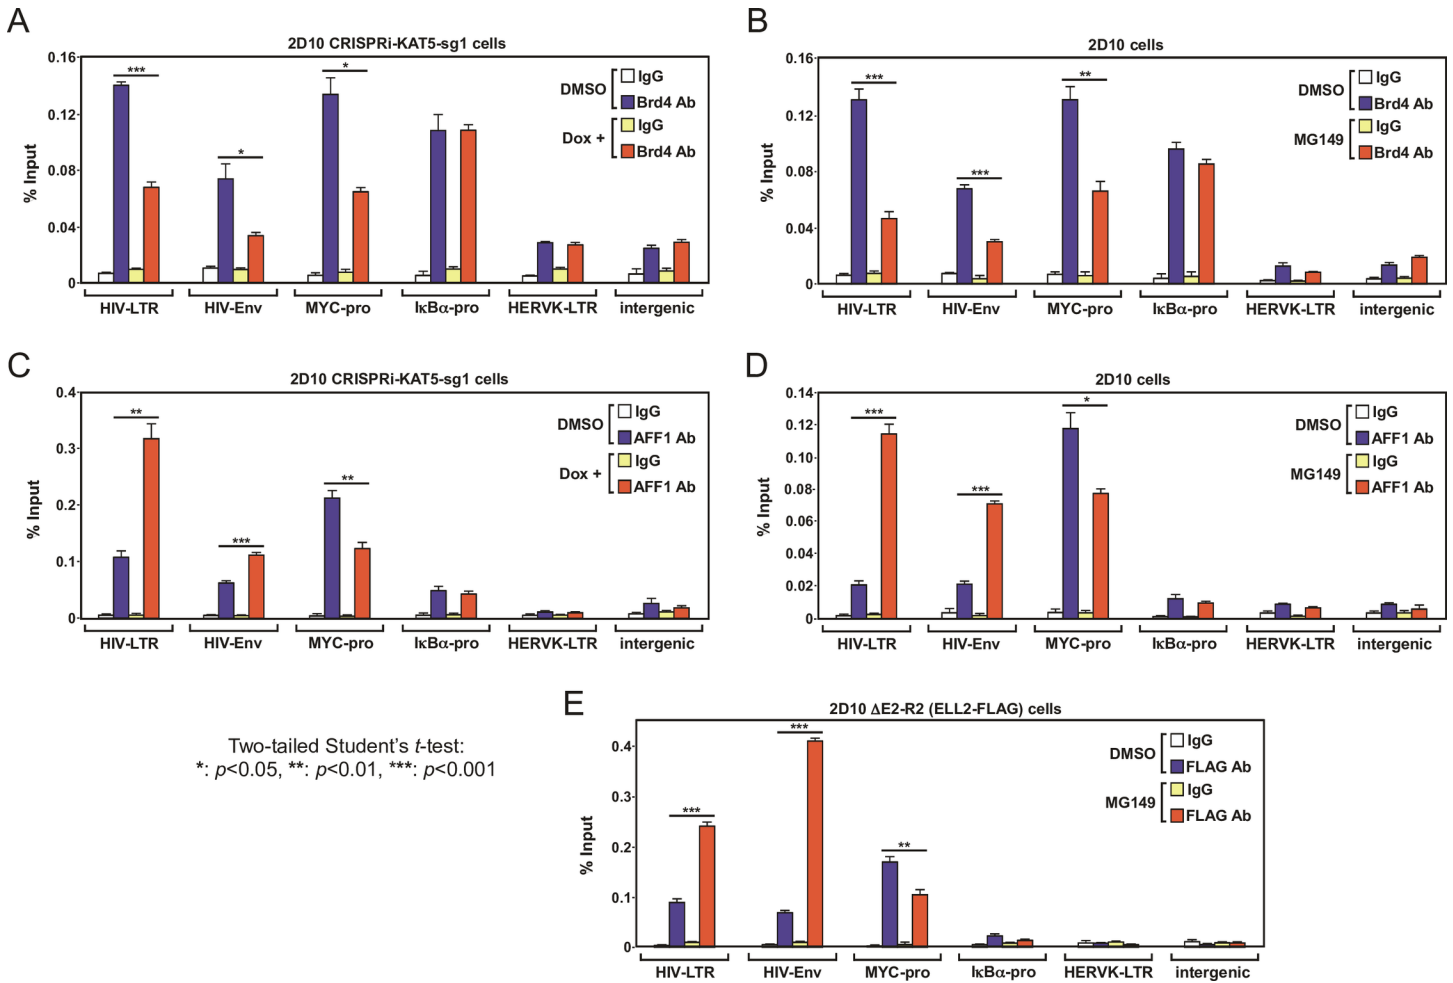 A
2D10 CRISPRi-KAT5-sg1 cells
0.16
0.12
0.08
0.04
0
% Input
***
*
*
DMSO
IgG
Brd4 Ab
Dox +
IgG
Brd4 Ab
HIV-LTR
HIV-Env
MYC-pro
IκBα-pro
HERVK-LTR
intergenic
B
2D10 cells
0.16
0.12
0.08
0.04
0
% Input
***
***
**
DMSO
IgG
Brd4 Ab
MG149
IgG
Brd4 Ab
HIV-LTR
HIV-Env
MYC-pro
IκBα-pro
HERVK-LTR
intergenic
C
2D10 CRISPRi-KAT5-sg1 cells
0.4
0.3
0.2
0.1
0
% Input
**
***
**
DMSO
IgG
AFF1 Ab
Dox +
IgG
AFF1 Ab
HIV-LTR
HIV-Env
MYC-pro
IκBα-pro
HERVK-LTR
intergenic
D
2D10 cells
0.14
0.12
0.10
0.08
0.06
0.04
0.02
0
% Input
***
***
*
DMSO
IgG
AFF1 Ab
MG149
IgG
AFF1 Ab
HIV-LTR
HIV-Env
MYC-pro
IκBα-pro
HERVK-LTR
intergenic
Two-tailed Student's t-test:
*: p<0.05, **: p<0.01, ***: p<0.001
E
2D10 ΔE2-R2 (ELL2-FLAG) cells
0.4
0.3
0.2
0.1
0
% Input
***
***
**
DMSO
IgG
FLAG Ab
MG149
IgG
FLAG Ab
HIV-LTR
HIV-Env
MYC-pro
IκBα-pro
HERVK-LTR
intergenic